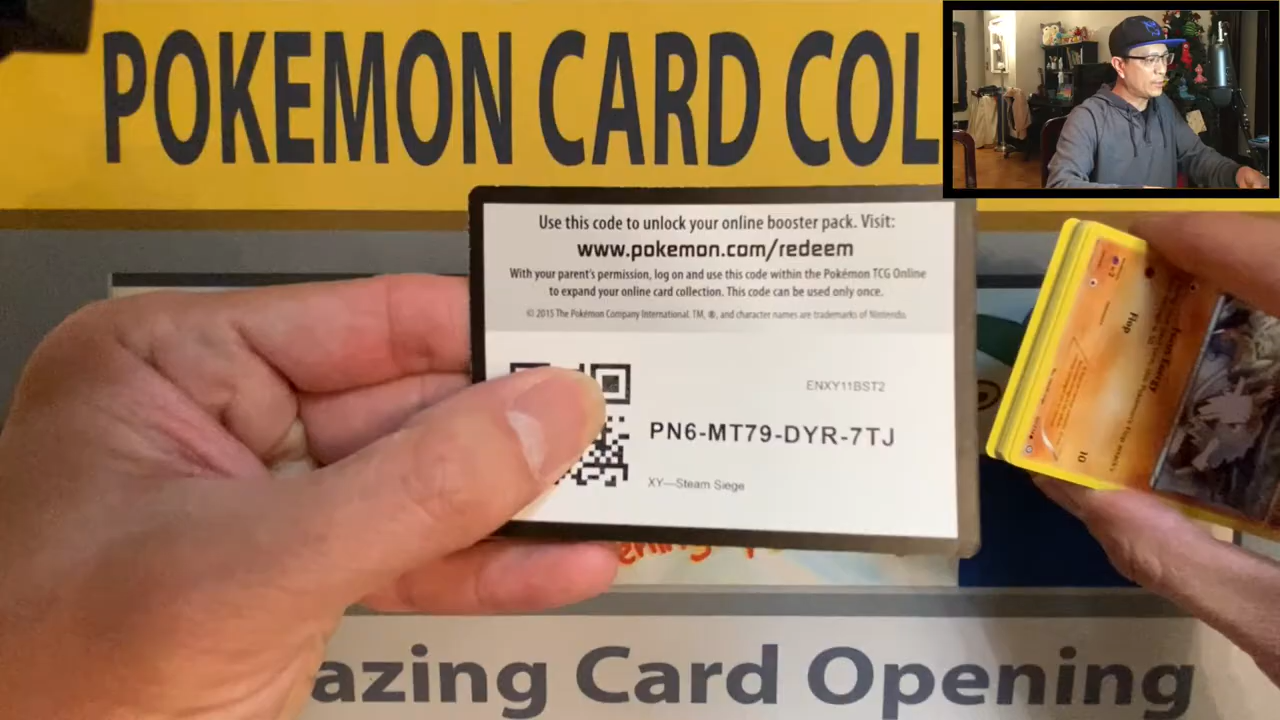 POKEMON CARD COL
Use this code to unlock your online booster pack. Visit:
www.pokemon.com/redeem
With your parent's permission, log on and use this code within the Pokémon TCG Online
to expand your online card collection. This code can be used only once.
© 2015 The Pokémon Company International. TM, ®, and character names are trademarks of Nintendo.
ENXY11BST2
PN6-MT79-DYR-7TJ
XY—Steam Siege
Flop
10
azing Card Opening